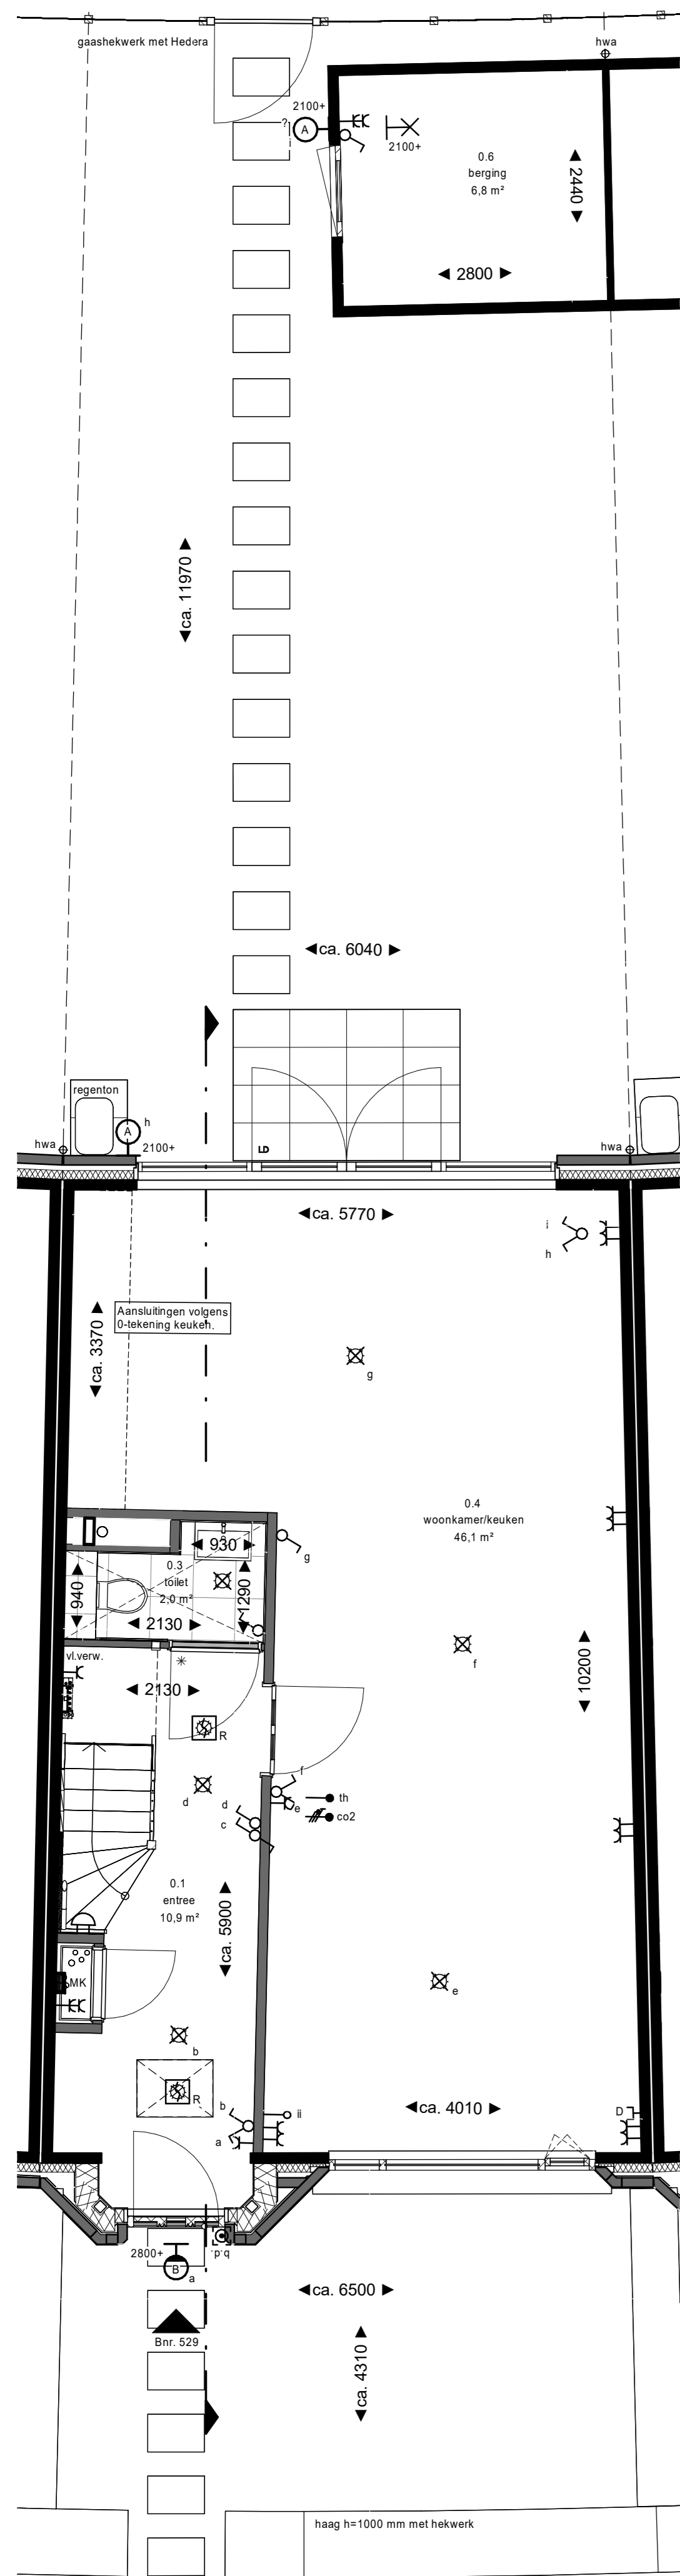 gaashekwerk met Hedera
hwa
2100+
?
A
2100+
0.6
berging
6,8 m²
2440
2800
ca. 11970
ca. 6040
regenton
A
h
hwa
2100+
hwa
ca. 5770
i
h
ca. 3370
Aansluitingen volgens
0-tekening keuken.
g
0.4
woonkamer/keuken
46,1 m²
930
g
0.3
toilet
2,0 m²
940
1290
2130
f
10200
vl.verw.
2130
R
f
d
d
e
th
c
co2
0.1
entree
10,9 m²
ca. 5900
MK
e
b
R
b
ii
a
ca. 4010
D
2800+
b.d.
B
a
ca. 6500
Bnr. 529
ca. 4310
haag h=1000 mm met hekwerk